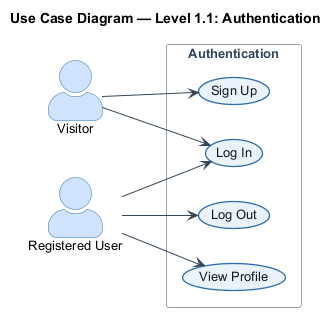 Use Case Diagram — Level 1.1: Authentication
Authentication
Sign Up
Visitor
Log In
Log Out
Registered User
View Profile